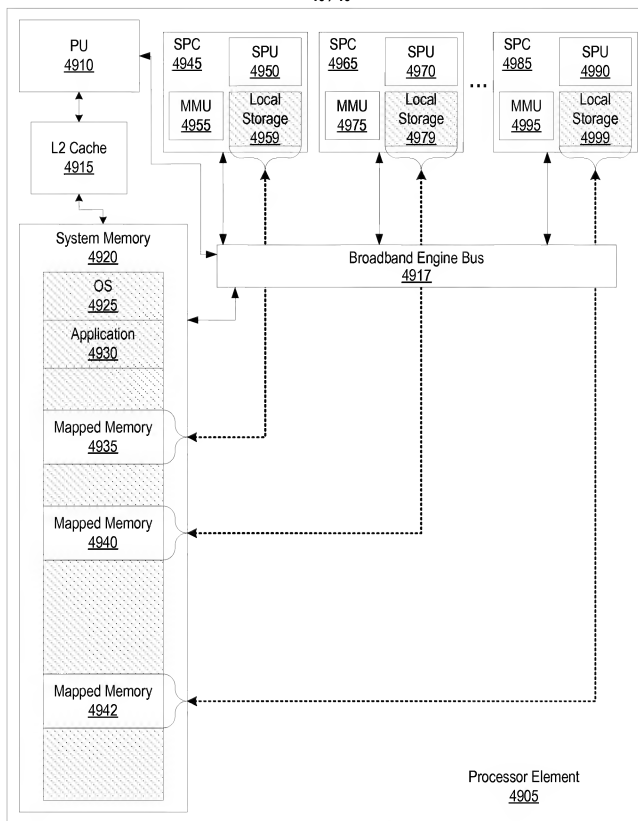 PU
4910
L2 Cache
4915
SPC
4945
SPU
4950
MMU
4955
Local
Storage
4959
SPC
4965
SPU
4970
MMU
4975
Local
Storage
4979
...
SPC
4985
SPU
4990
MMU
4995
Local
Storage
4999
Broadband Engine Bus
4917
System Memory
4920
OS
4925
Application
4930
Mapped Memory
4935
Mapped Memory
4940
Mapped Memory
4942
Processor Element
4905